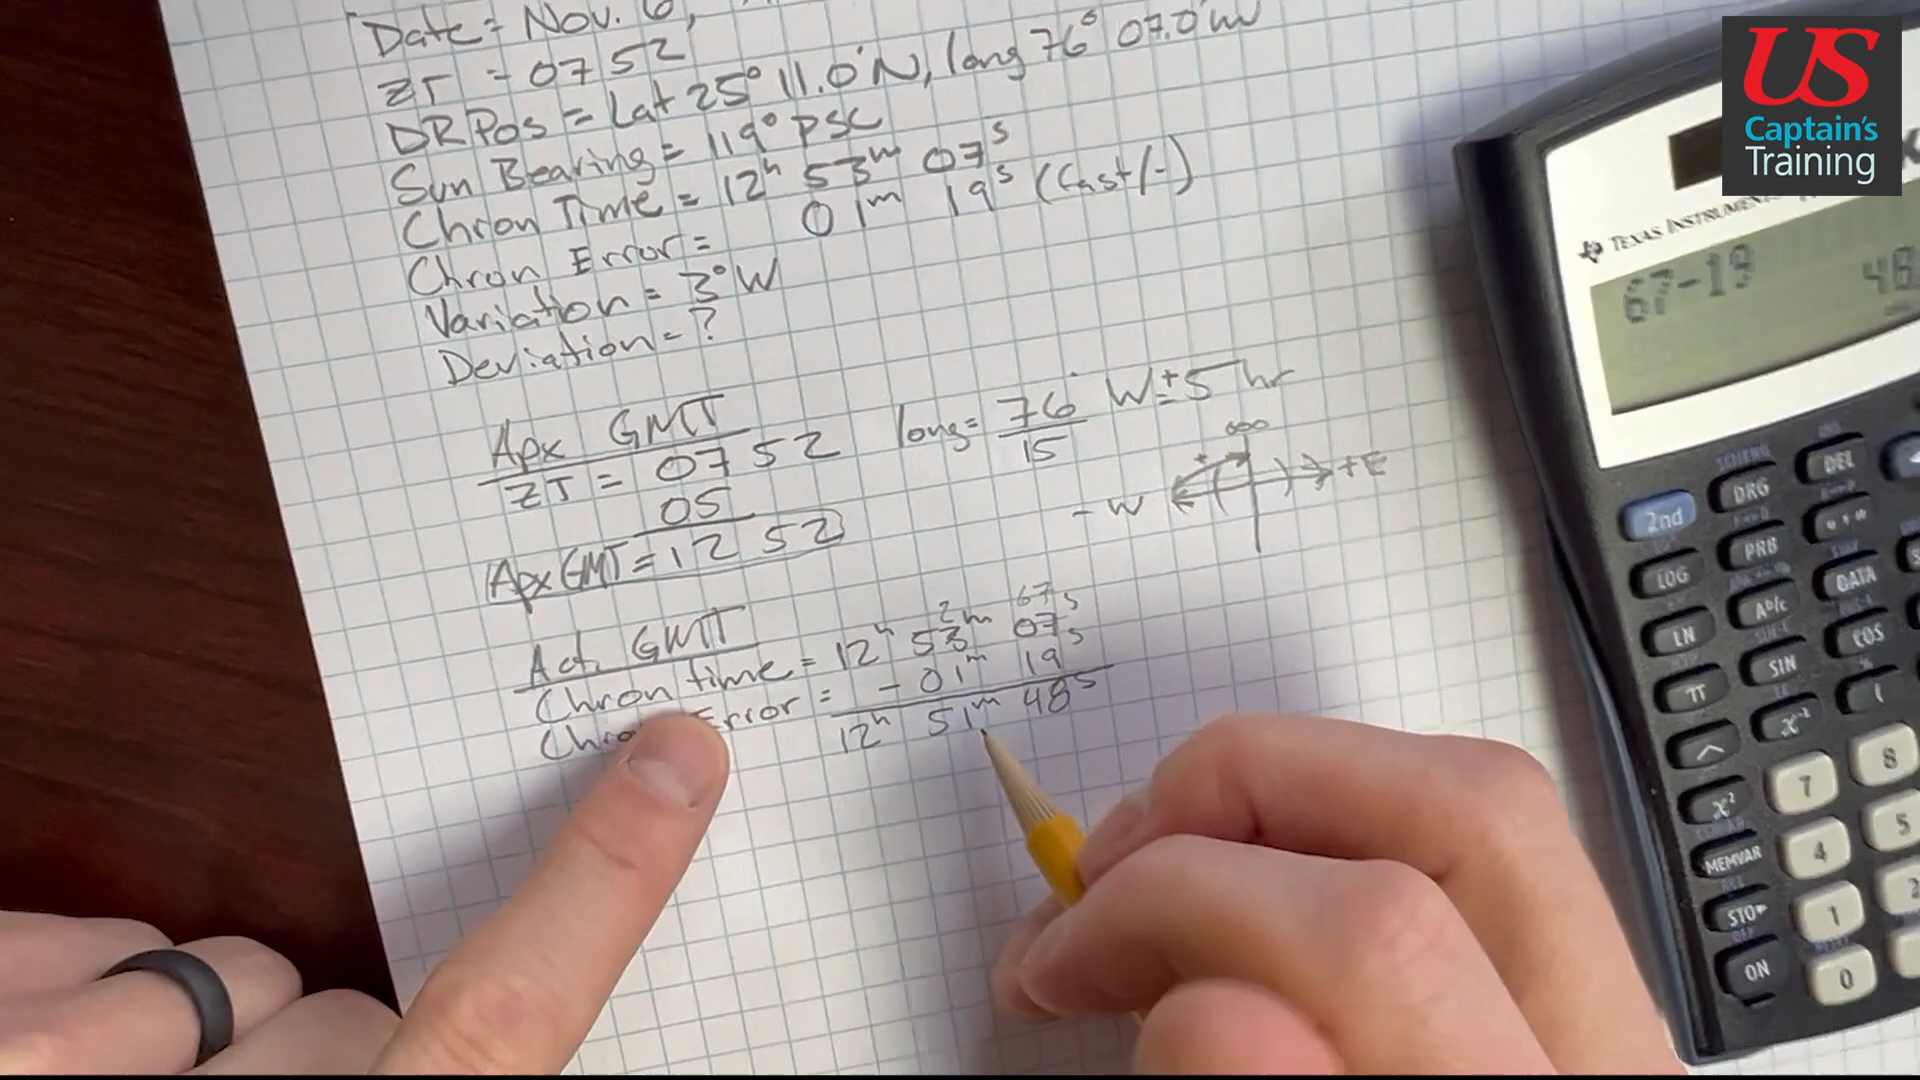 Date = Nov. 6,
ZT = 0752
DR Pos = Lat 25° 11.0'N, long 76° 07.0'W
Sun Bearing = 119° PSC
Chron Time = 12h 53m 07s
Chron Error = 01m 19s (fast/-)
Variation = 3° W
Deviation = ?
Apx GMT
ZT = 0752
05
Apx GMT = 1252
long = 76° W ± 5 hr
15
000
+
- W
+ E
Act. GMT
2m 67s
Chron time = 12h 53m 07s
Chron Error = - 01m 19s
12h 51m 48s
US
Captain's
Training
TEXAS INSTRUMENTS
67-19 48
2nd DRG DEL
LOG PRB
LN Ab/c DATA
π SIN COS
^ x⁻¹ (
x² 7 8
MEMVAR 4 5
STO▸ 1 2
ON 0